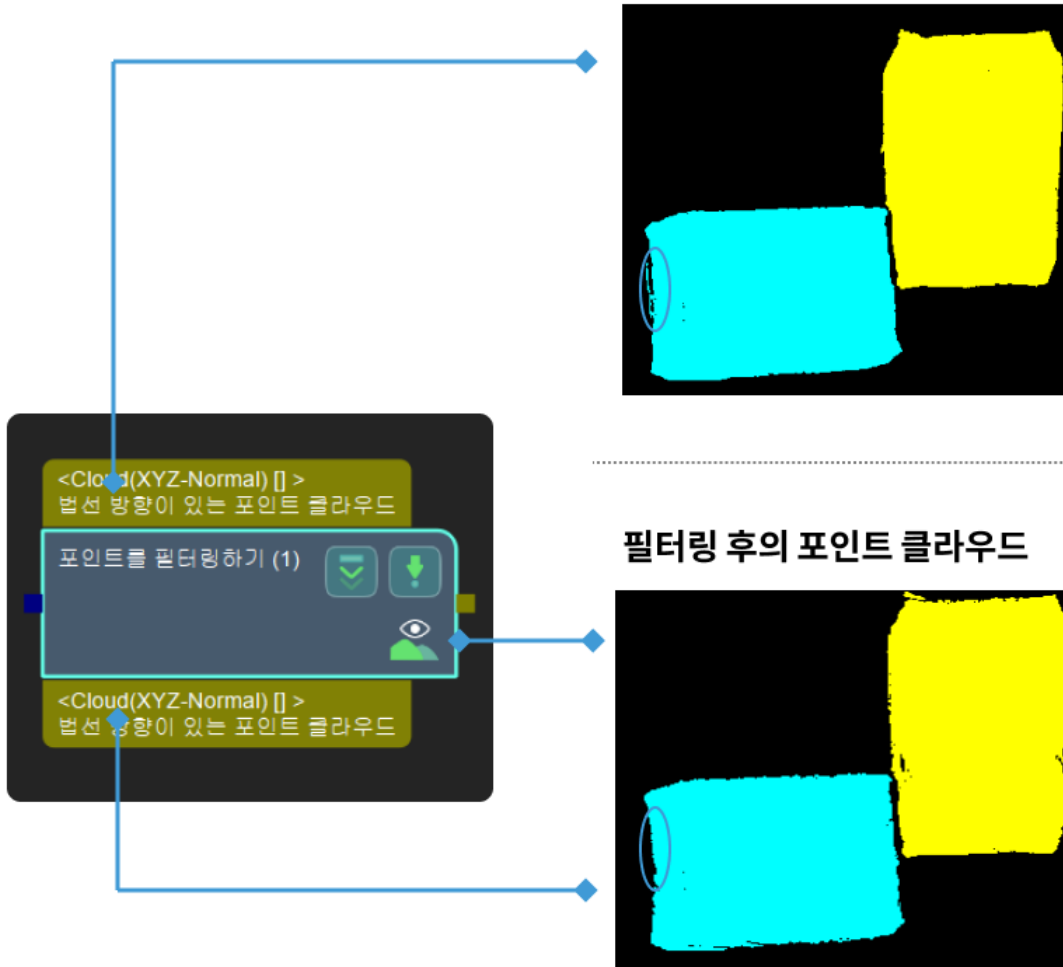 <Cloud(XYZ-Normal) [] >
법선 방향이 있는 포인트 클라우드
포인트를 필터링하기 (1)
<Cloud(XYZ-Normal) [] >
법선 방향이 있는 포인트 클라우드
필터링 후의 포인트 클라우드